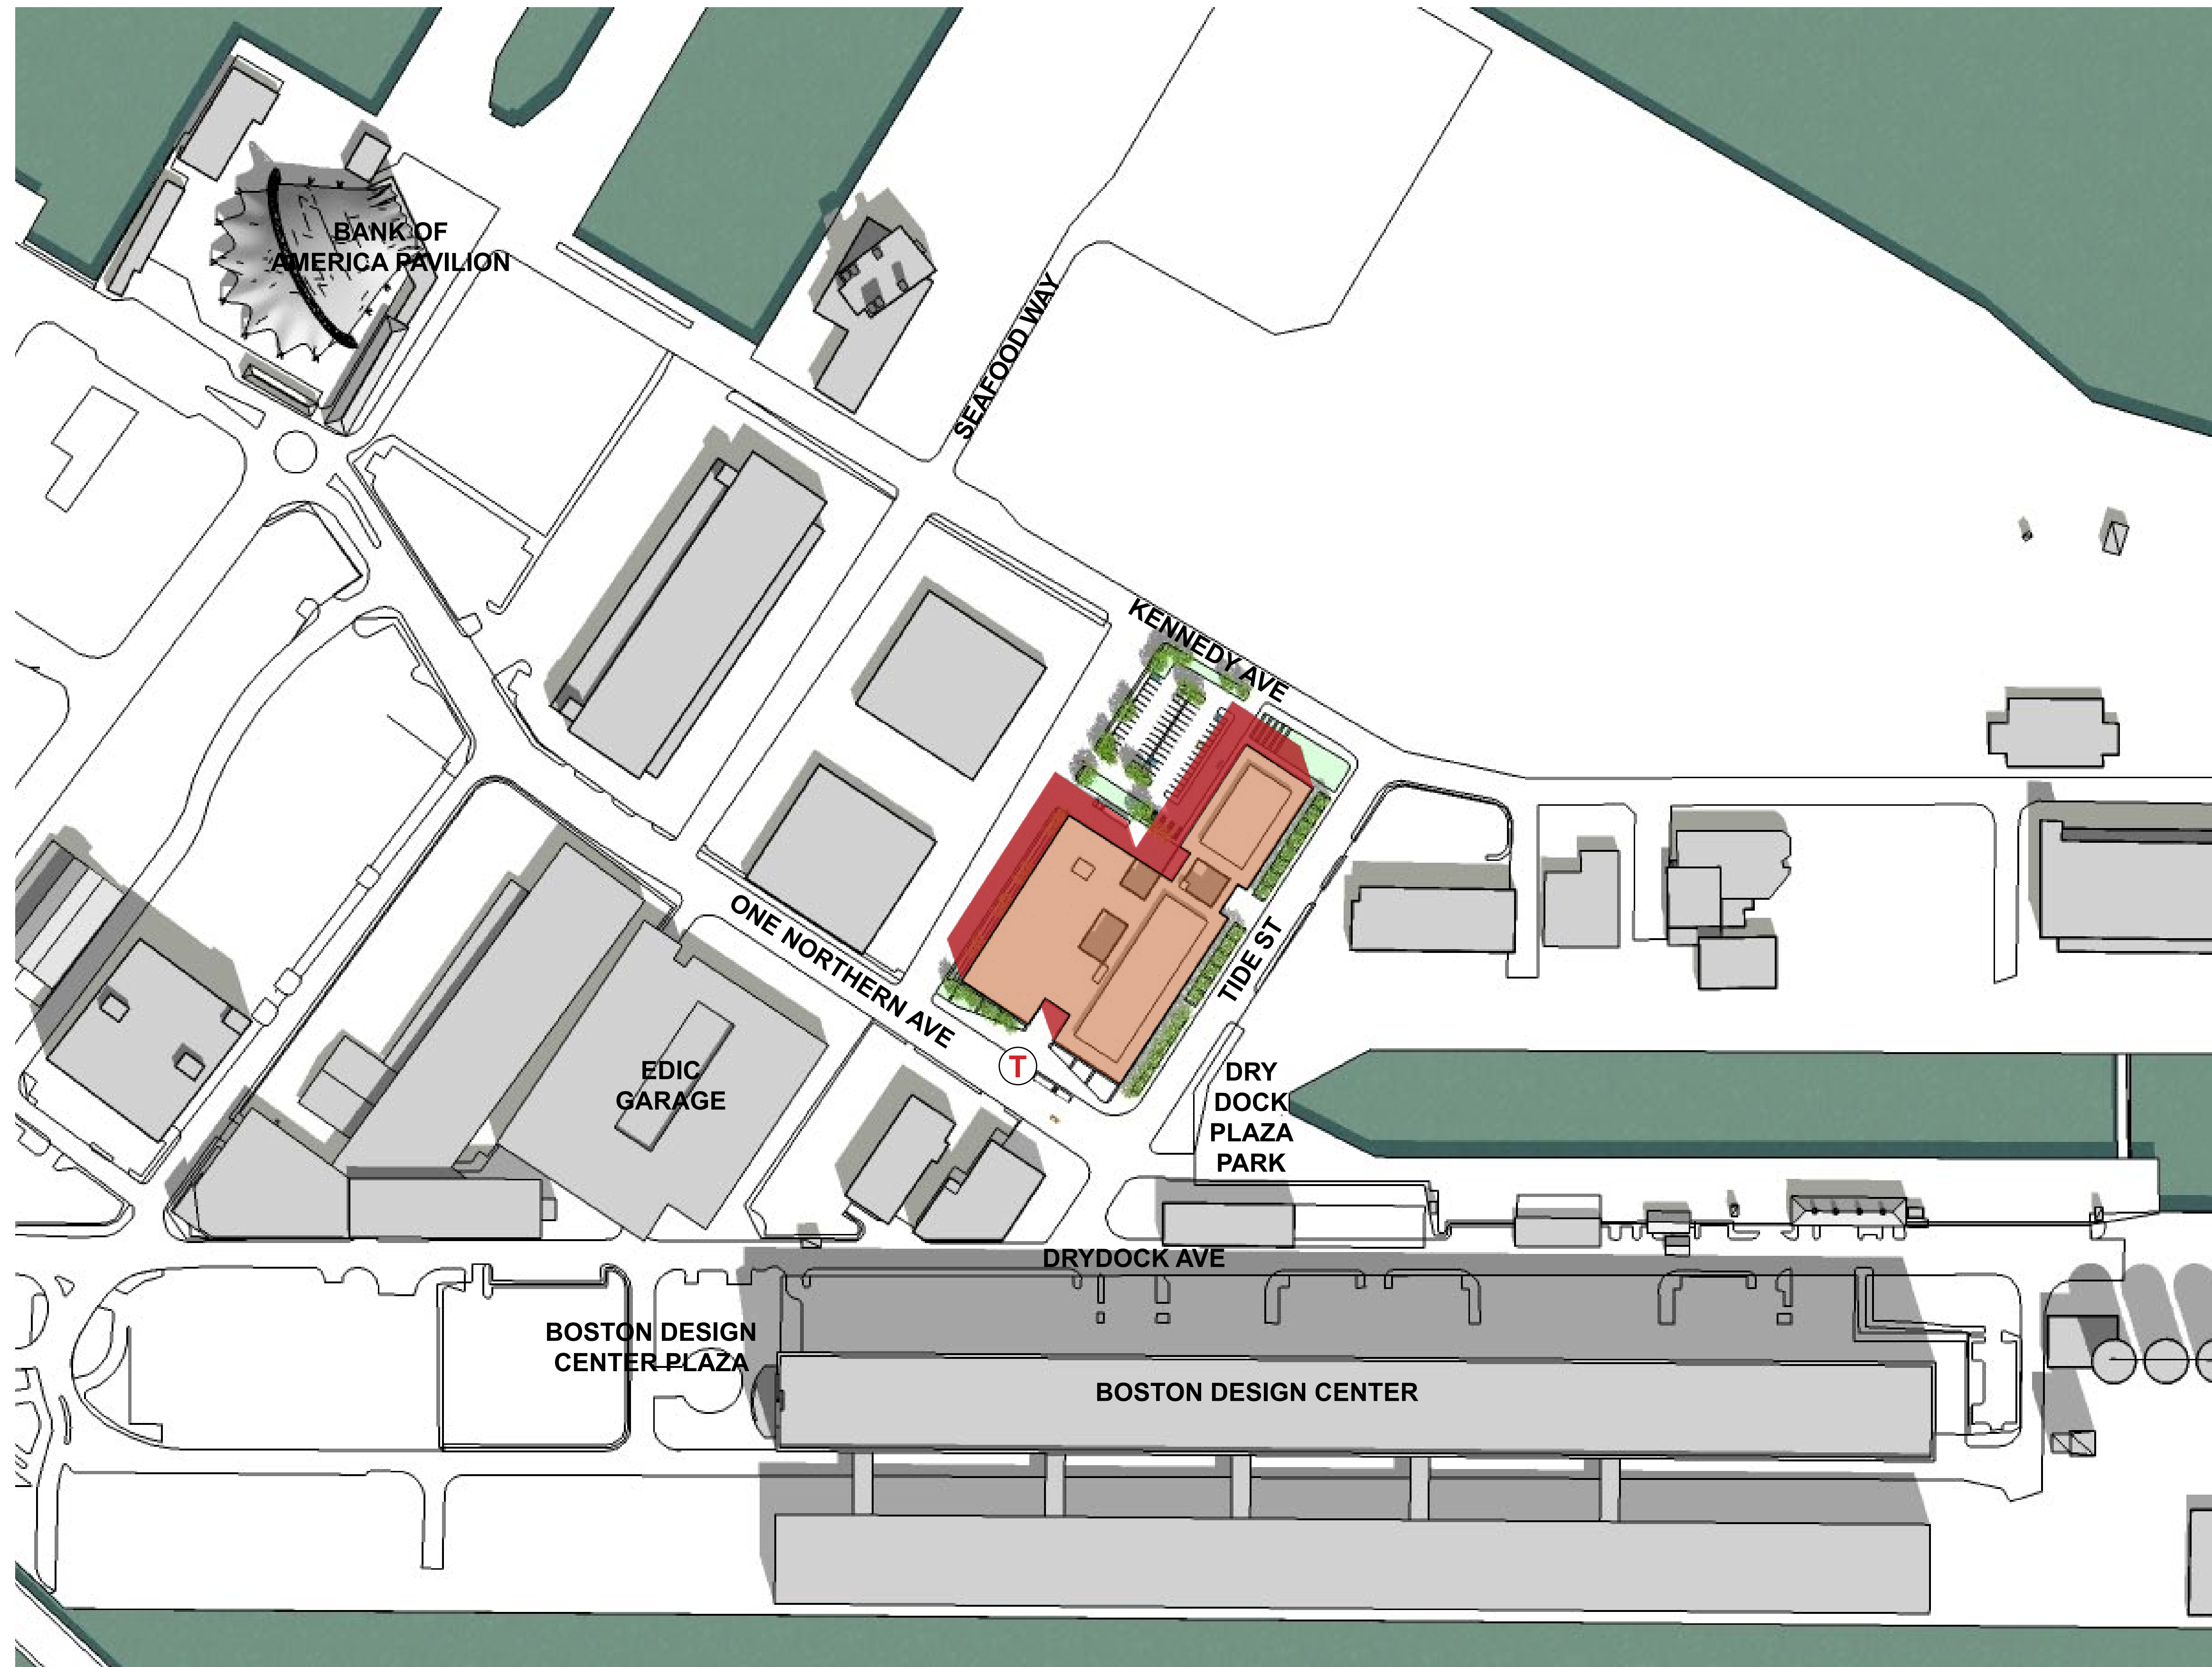 BANK OF
AMERICA PAVILION
SEAFOOD WAY
KENNEDY AVE
ONE NORTHERN AVE
TIDE ST
T
EDIC
GARAGE
DRY
DOCK
PLAZA
PARK
DRYDOCK AVE
BOSTON DESIGN
CENTER PLAZA
BOSTON DESIGN CENTER